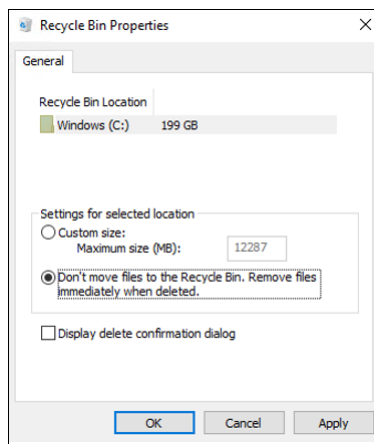 Recycle Bin Properties
General
Recycle Bin Location
Windows (C:) 199 GB
Settings for selected location
Custom size:
Maximum size (MB): 12287
Don't move files to the Recycle Bin. Remove files
immediately when deleted.
Display delete confirmation dialog
OK Cancel Apply